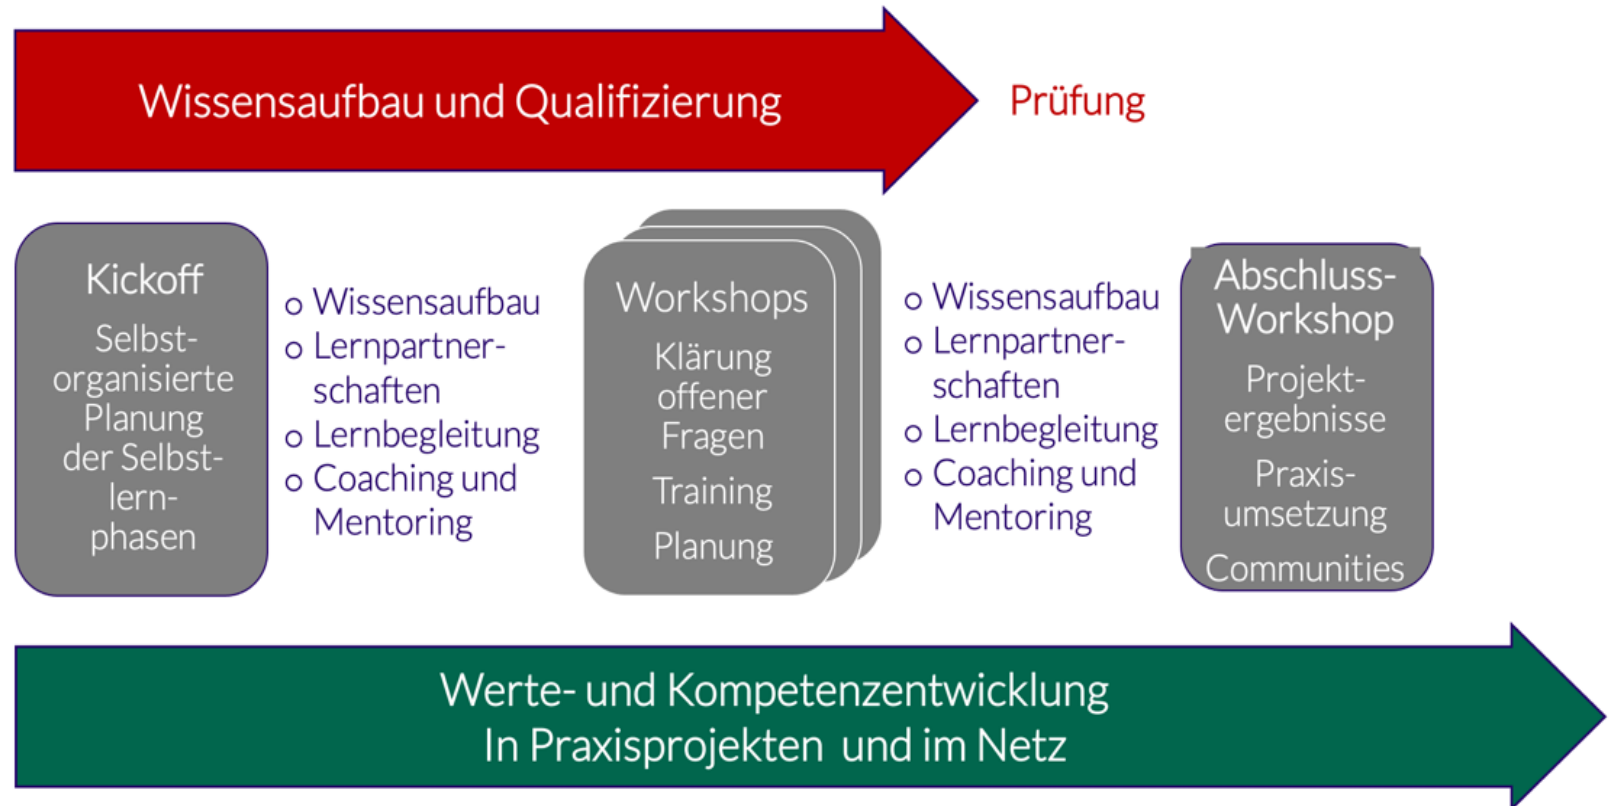 Wissensaufbau und Qualifizierung
Prüfung
Kickoff
Selbst-
organisierte
Planung
der Selbst-
lern-
phasen
o Wissensaufbau
o Lernpartner-
schaften
o Lernbegleitung
o Coaching und
Mentoring
Workshops
Klärung
offener
Fragen
Training
Planung
o Wissensaufbau
o Lernpartner-
schaften
o Lernbegleitung
o Coaching und
Mentoring
Abschluss-
Workshop
Projekt-
ergebnisse
Praxis-
umsetzung
Communities
Werte- und Kompetenzentwicklung
In Praxisprojekten und im Netz